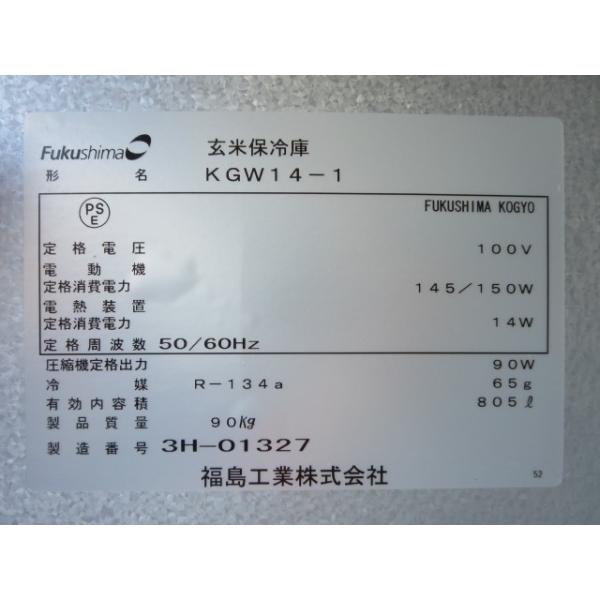 Fukushima 玄米保冷庫
形名 KGW14-1
PS E FUKUSHIMA KOGYO
定格電圧 100V
電動機
定格消費電力 145/150W
電熱装置
定格消費電力 14W
定格周波数 50/60Hz
圧縮機定格出力 90W
冷媒 R-134a 65g
有効内容積 805ℓ
製品質量 90kg
製造番号 3H-01327
福島工業株式会社
52